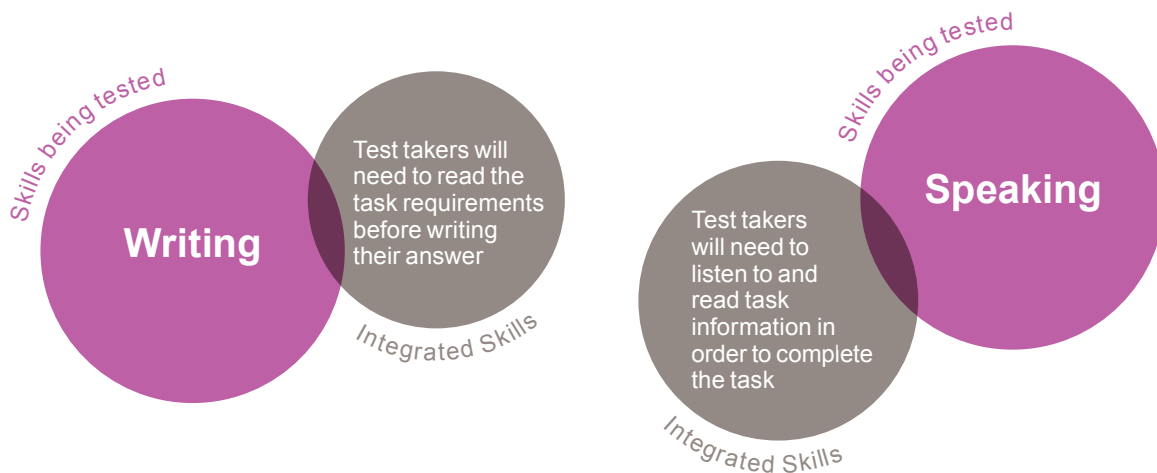 Skills being tested
Writing
Test takers will
need to read the
task requirements
before writing
their answer
Integrated Skills
Skills being tested
Speaking
Test takers
will need to
listen to and
read task
information in
order to complete
the task
Integrated Skills